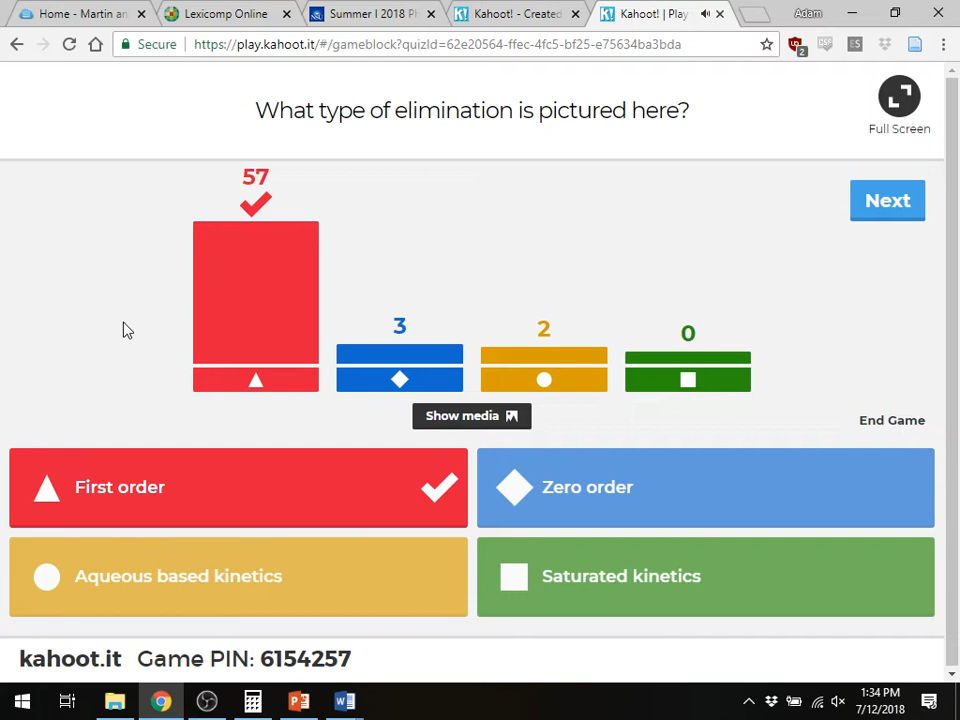 Home - Martin an
Lexicomp Online
Summer I 2018 P
Kahoot! - Created
Kahoot! | Play
Adam
Secure
https://play.kahoot.it/#/gameblock?quizId=62e20564-ffec-4fc5-bf25-e75634ba3bda
2
ES
What type of elimination is pictured here?
Full Screen
57
Next
3
2
0
Show media
End Game
First order
Zero order
Aqueous based kinetics
Saturated kinetics
kahoot.it Game PIN: 6154257
1:34 PM
7/12/2018